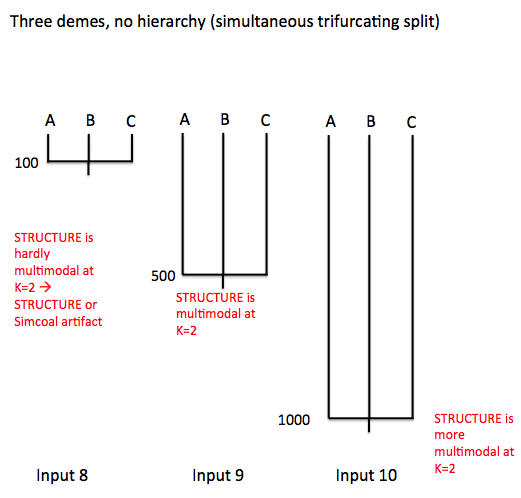 Three demes, no hierarchy (simultaneous trifurcating split)
A B C
100
STRUCTURE is
hardly
multimodal at
K=2 →
STRUCTURE or
Simcoal artifact
Input 8
A B C
500
STRUCTURE is
multimodal at
K=2
Input 9
A B C
1000
STRUCTURE is
more
multimodal at
K=2
Input 10